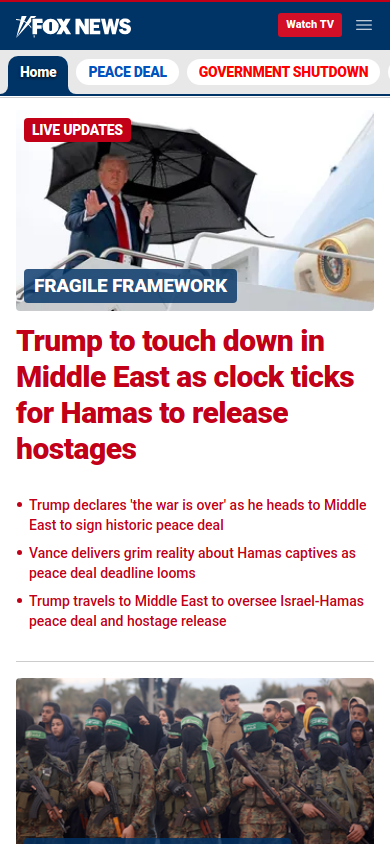 FOX NEWS
Watch TV
Home
PEACE DEAL
GOVERNMENT SHUTDOWN
LIVE UPDATES
FRAGILE FRAMEWORK
Trump to touch down in
Middle East as clock ticks
for Hamas to release
hostages
• Trump declares 'the war is over' as he heads to Middle
East to sign historic peace deal
• Vance delivers grim reality about Hamas captives as
peace deal deadline looms
• Trump travels to Middle East to oversee Israel-Hamas
peace deal and hostage release